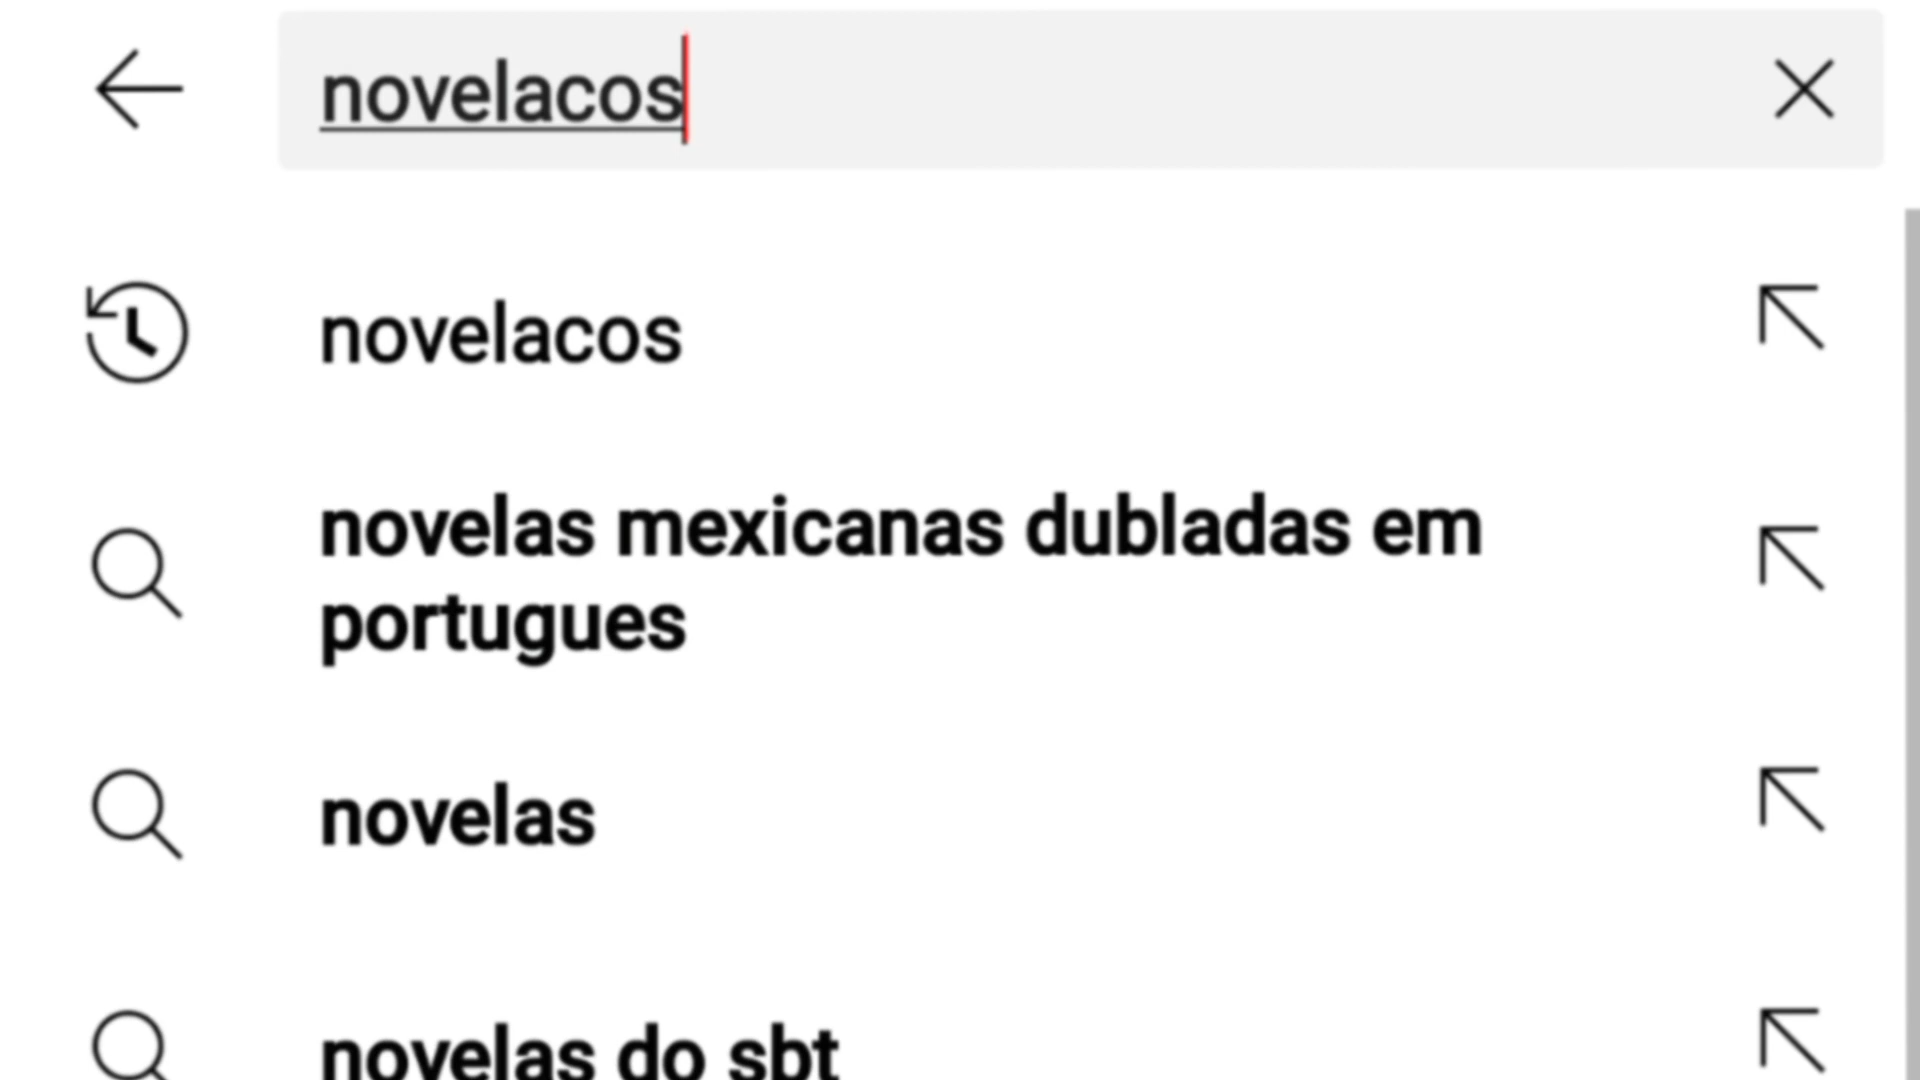 novelacos
novelacos
novelas mexicanas dubladas em
portugues
novelas
novelas do sbt